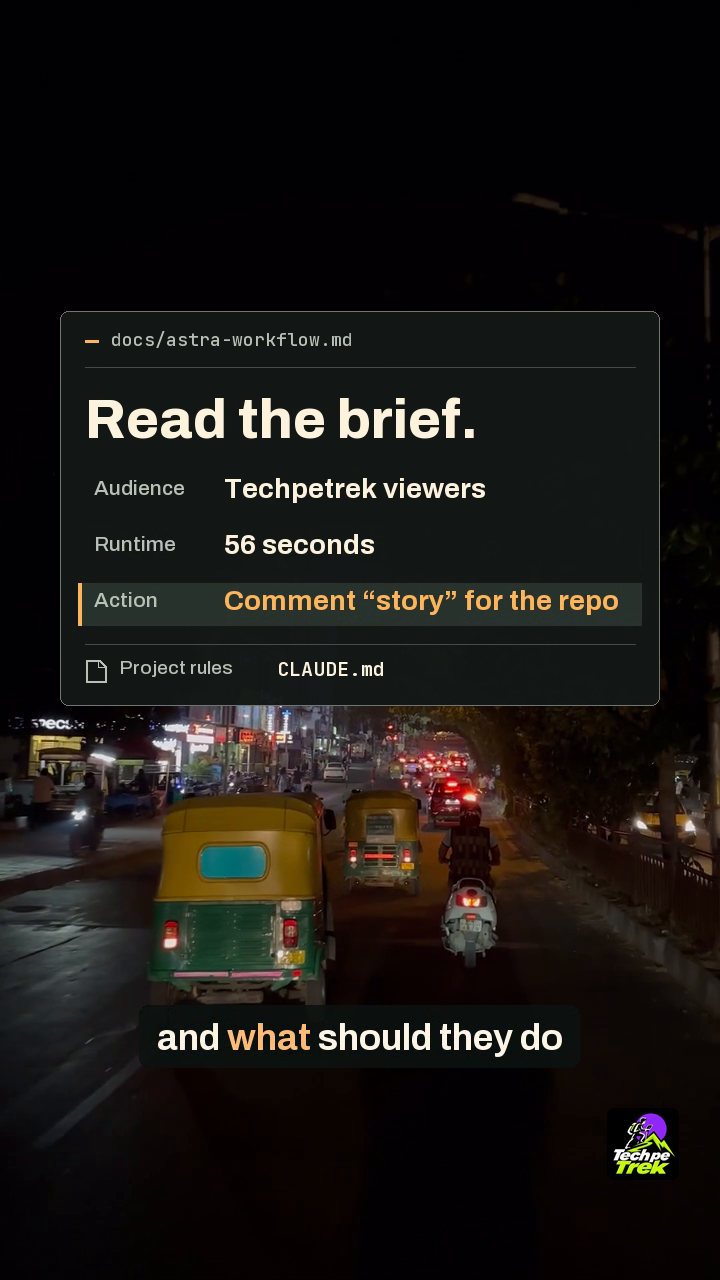 docs/astra-workflow.md
Read the brief.
Audience Techpetrek viewers
Runtime 56 seconds
Action Comment “story” for the repo
Project rules CLAUDE.md
and what should they do
Techpe
Trek